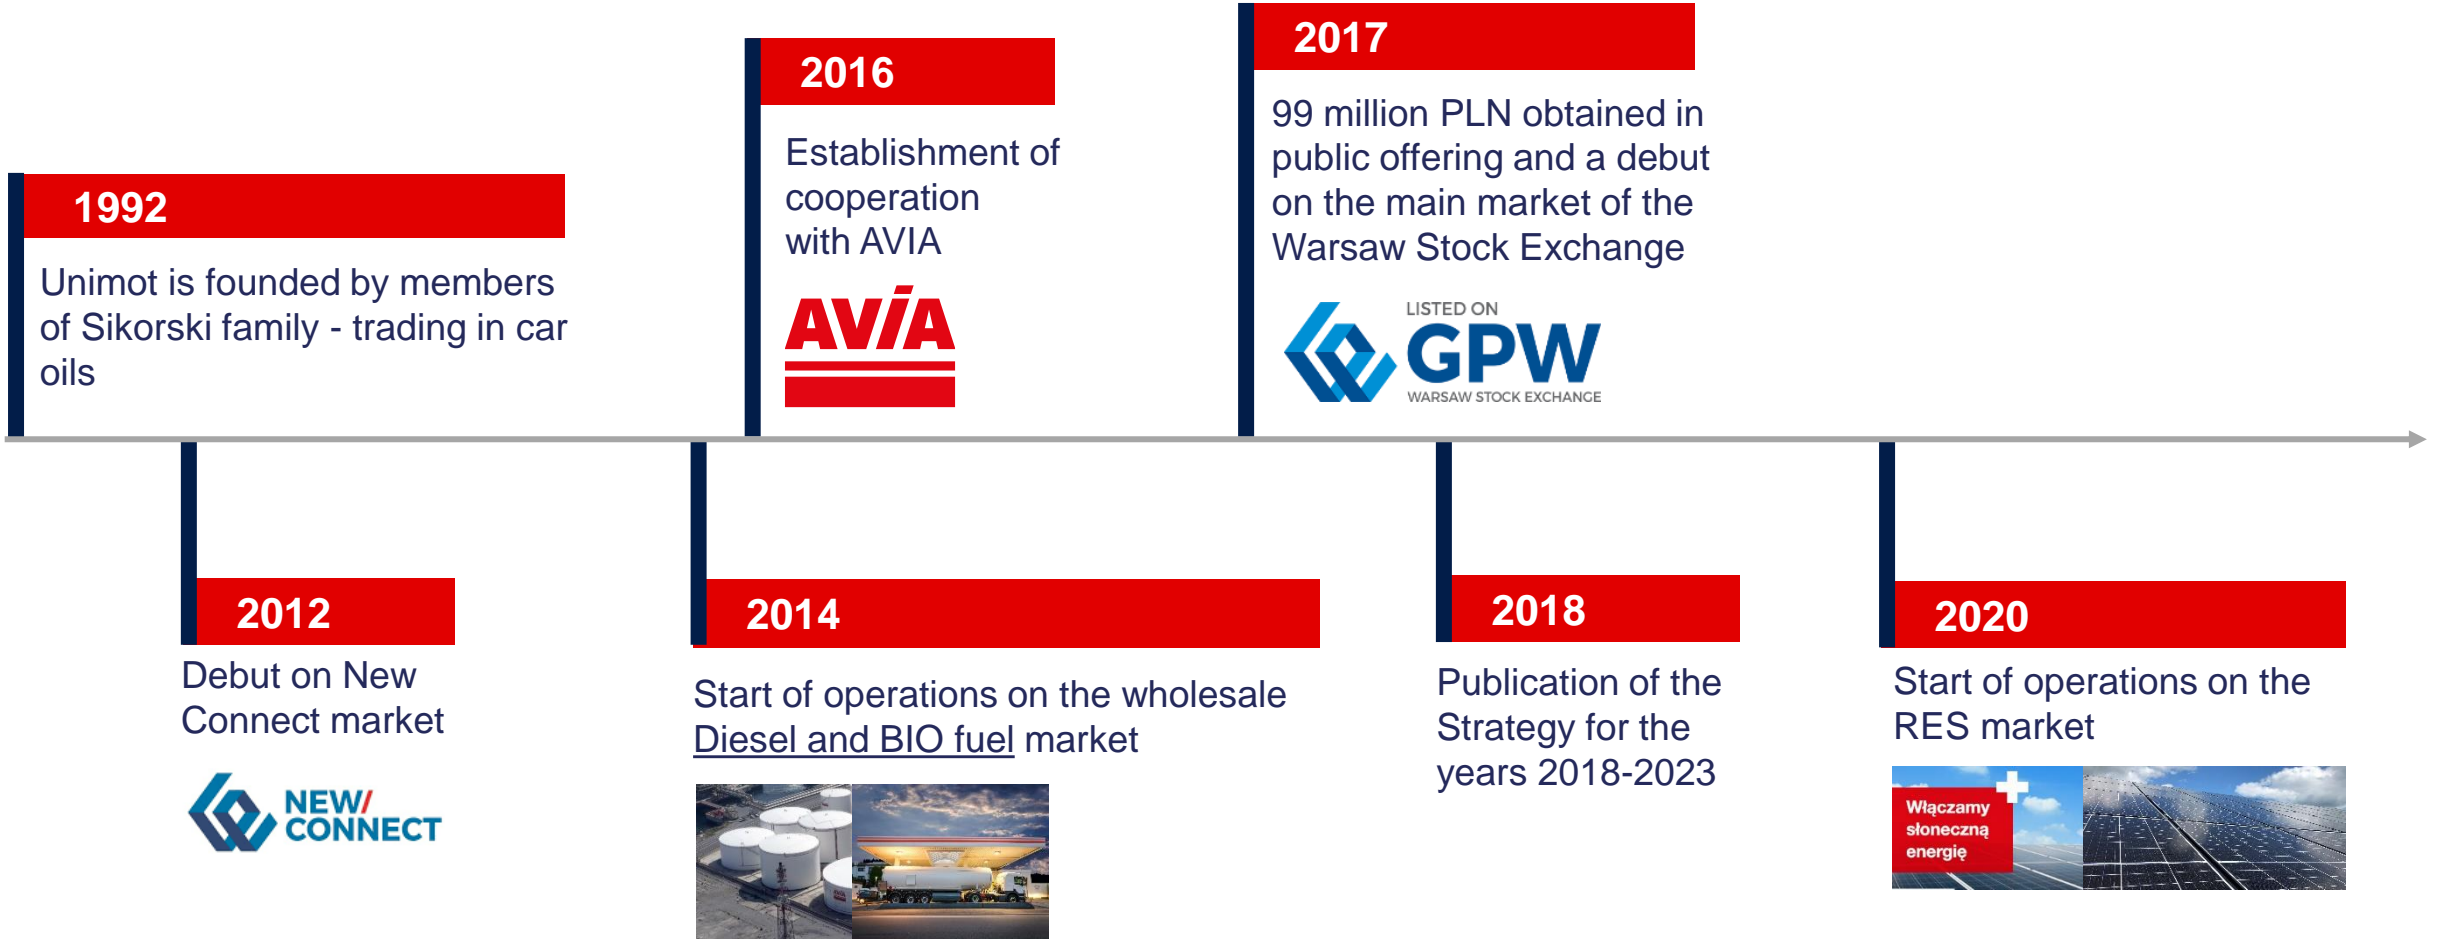 1992
Unimot is founded by members
of Sikorski family - trading in car
oils
2012
Debut on New
Connect market
NEW/
CONNECT
2014
Start of operations on the wholesale
Diesel and BIO fuel market
2016
Establishment of
cooperation
with AVIA
AVIA
2017
99 million PLN obtained in
public offering and a debut
on the main market of the
Warsaw Stock Exchange
LISTED ON
GPW
WARSAW STOCK EXCHANGE
2018
Publication of the
Strategy for the
years 2018-2023
2020
Start of operations on the
RES market
Włączamy
słoneczną
energię